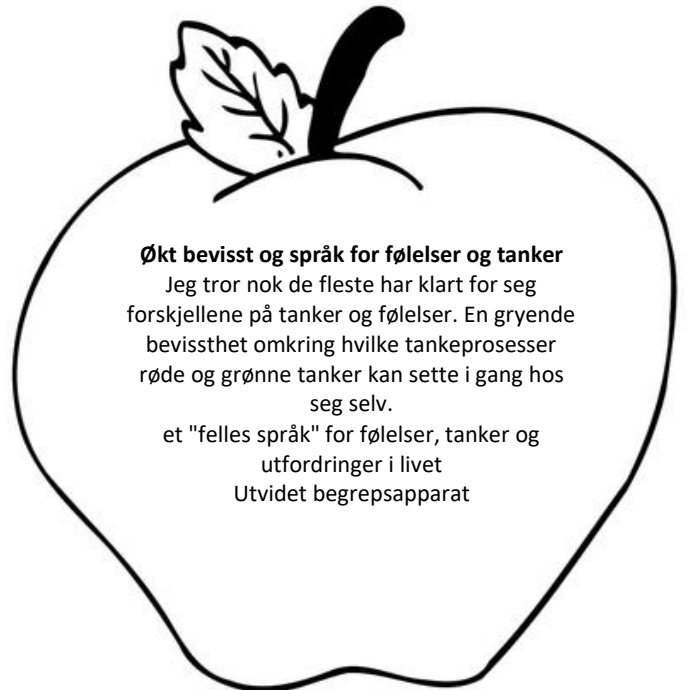 Økt bevisst og språk for følelser og tanker
Jeg tror nok de fleste har klart for seg
forskjellene på tanker og følelser. En gryende
bevissthet omkring hvilke tankeprosesser
røde og grønne tanker kan sette i gang hos
seg selv.
et "felles språk" for følelser, tanker og
utfordringer i livet
Utvidet begrepsapparat